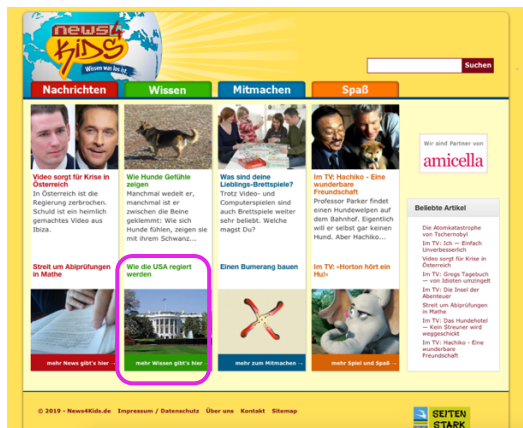 news4
KiDS
Wissen was los ist.
Suchen
Nachrichten
Wissen
Mitmachen
Spaß
Video sorgt für Krise in
Österreich
In Österreich ist die
Regierung zerbrochen.
Schuld ist ein heimlich
gemachtes Video aus
Ibiza.
Wie Hunde Gefühle
zeigen
Manchmal wedelt er,
manchmal ist er
zwischen die Beine
geklemmt: Wie sich
Hunde fühlen, zeigen sie
mit ihrem Schwanz...
Was sind deine
Lieblings-Brettspiele?
Trotz Video- und
Computerspielen sind
auch Brettspiele weiter
sehr beliebt. Welche
magst Du?
Im TV: Hachiko - Eine
wunderbare
Freundschaft
Professor Parker findet
einen Hundewelpen auf
dem Bahnhof. Eigentlich
will er selbst gar keinen
Hund. Aber Hachiko...
Streit um Abiprüfungen
in Mathe
mehr News gibt's hier →
Wie die USA regiert
werden
mehr Wissen gibt's hier →
Einen Bumerang bauen
mehr zum Mitmachen →
Im TV: «Horton hört ein
Hu!»
mehr Spiel und Spaß →
Wir sind Partner von
amicella
Beliebte Artikel
Die Atomkatastrophe
von Tschernobyl
Im TV: Ich — Einfach
Unverbesserlich
Video sorgt für Krise in
Österreich
Im TV: Gregs Tagebuch
— von Idioten umzingelt
Im TV: Die Insel der
Abenteuer
Streit um Abiprüfungen
in Mathe
Im TV: Das Hundehotel
— Kein Streuner wird
weggeschickt
Im TV: Hachiko - Eine
wunderbare
Freundschaft
© 2019 - News4Kids.de Impressum / Datenschutz Über uns Kontakt Sitemap
SEITEN
STARK